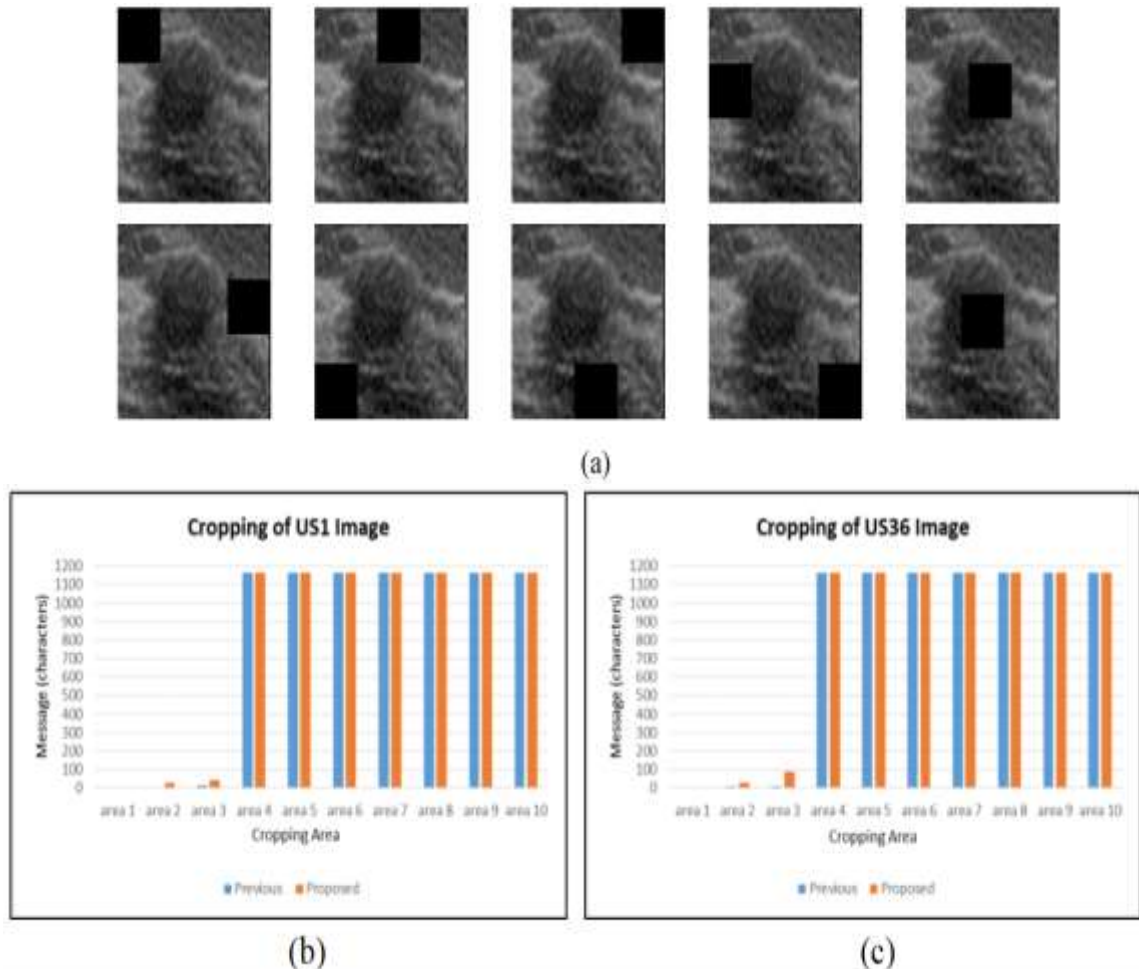 (a)
Cropping of US1 Image
1200
1100
1000
900
800
700
600
500
400
300
200
100
0
Message (characters)
area 1 area 2 area 3 area 4 area 5 area 6 area 7 area 8 area 9 area 10
Cropping Area
Previous Proposed
(b)
Cropping of US36 Image
1200
1100
1000
900
800
700
600
500
400
300
200
100
0
Message (characters)
area 1 area 2 area 3 area 4 area 5 area 6 area 7 area 8 area 9 area 10
Cropping Area
Previous Proposed
(c)